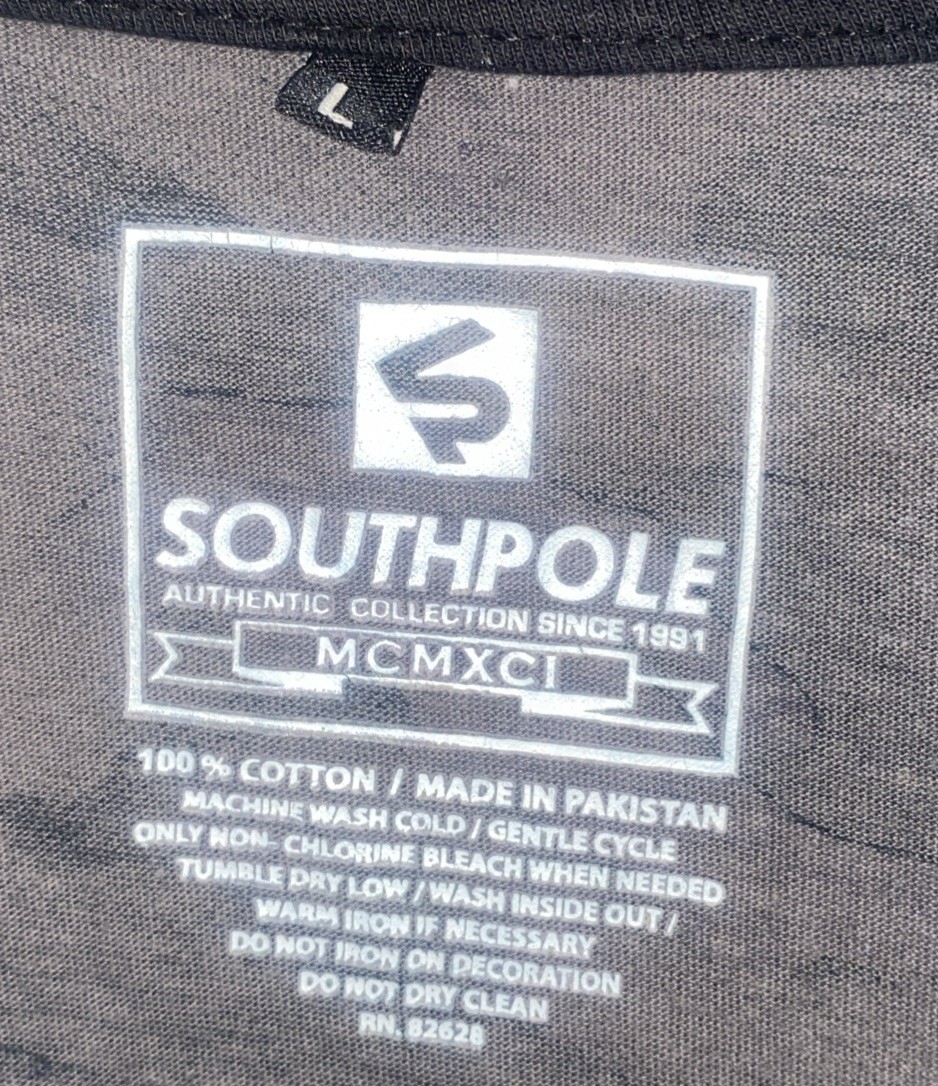 L
SOUTHPOLE
AUTHENTIC COLLECTION SINCE 1991
MCMXCI
100 % COTTON / MADE IN PAKISTAN
MACHINE WASH COLD / GENTLE CYCLE
ONLY NON- CHLORINE BLEACH WHEN NEEDED
TUMBLE DRY LOW / WASH INSIDE OUT /
WARM IRON IF NECESSARY
DO NOT IRON ON DECORATION
DO NOT DRY CLEAN
RN. 82628